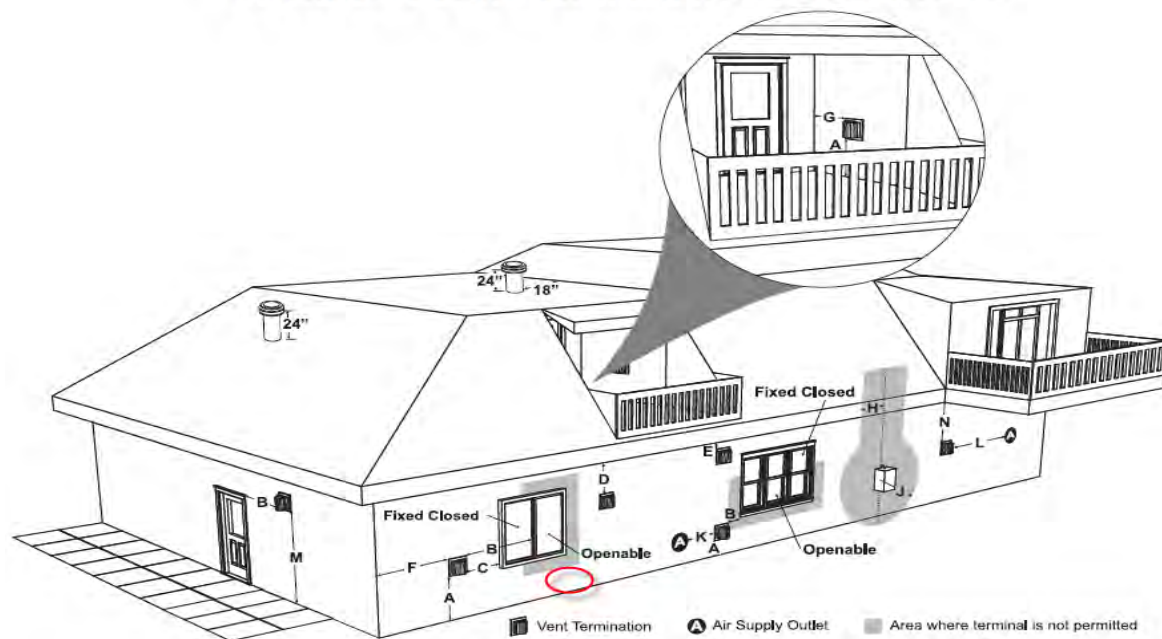 G
A
24"
18"
24"
Fixed Closed
H
N
L
A
E
D
B
J
Fixed Closed
B
B
K
A
A
Openable
Openable
F
C
M
A
Vent Termination
A Air Supply Outlet
Area where terminal is not permitted